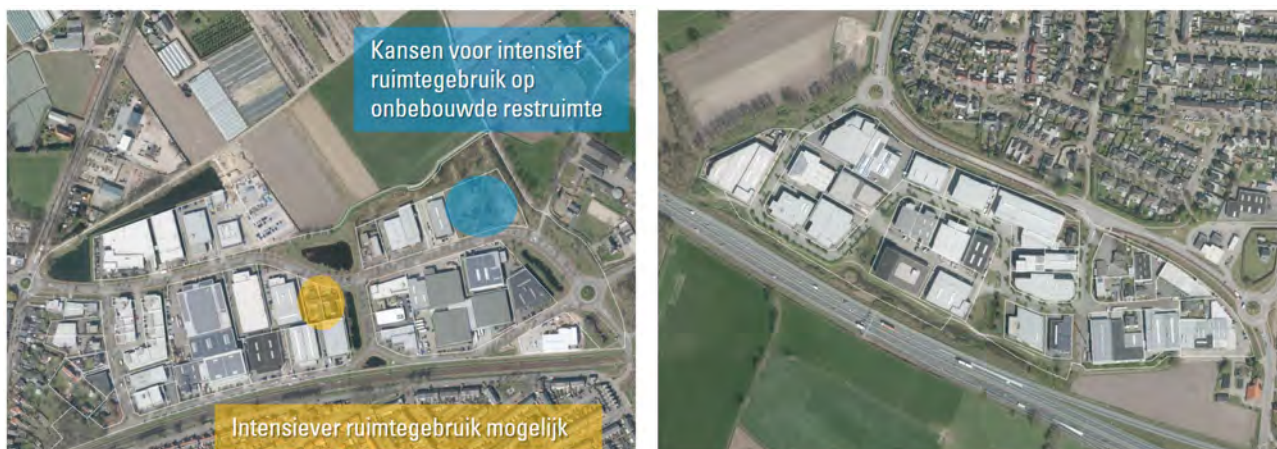 Kansen voor intensief
ruimtegebruik op
onbebouwde restruimte
Intensiever ruimtegebruik mogelijk